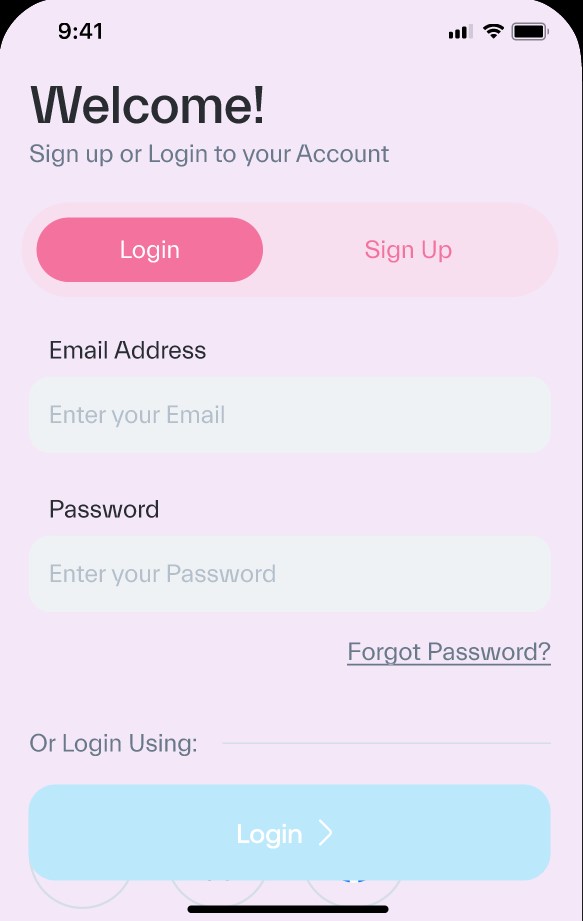 9:41
Welcome!
Sign up or Login to your Account
Login
Sign Up
Email Address
Enter your Email
Password
Enter your Password
Forgot Password?
Or Login Using:
Login